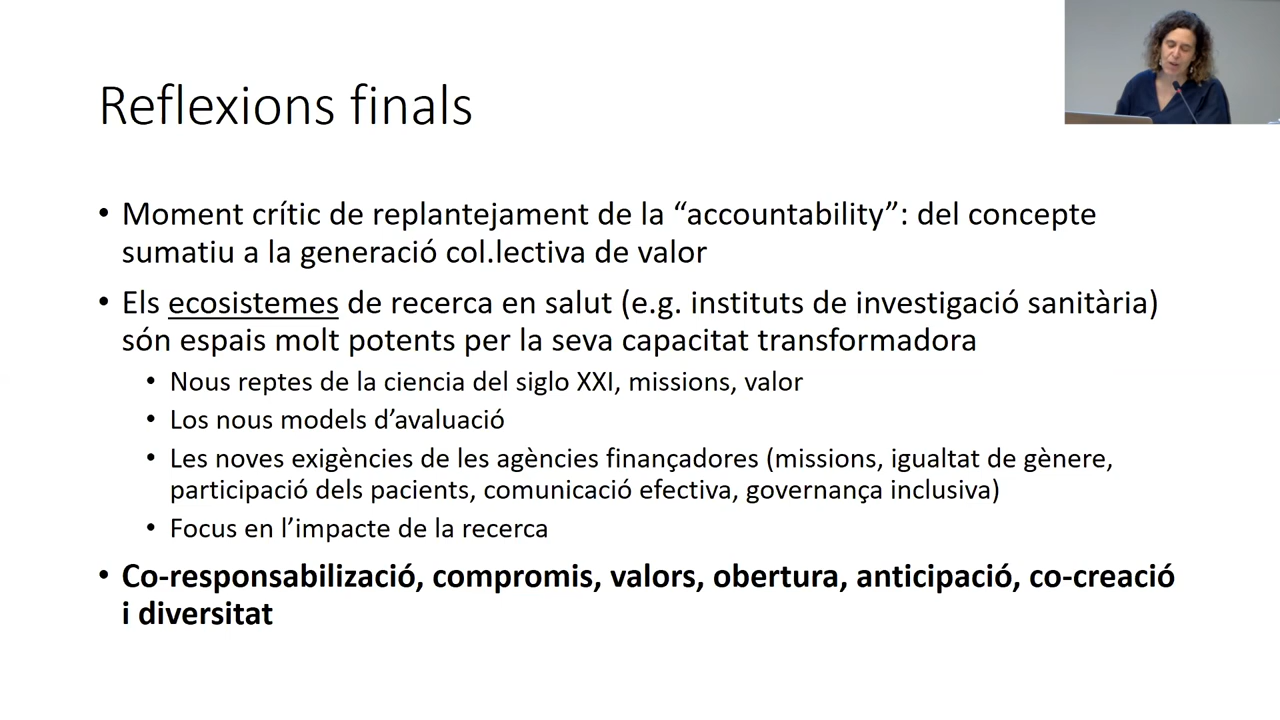 Reflexions finals
• Moment crític de replantejament de la “accountability”: del concepte
sumatiu a la generació col.lectiva de valor
• Els ecosistemes de recerca en salut (e.g. instituts de investigació sanitària)
són espais molt potents per la seva capacitat transformadora
• Nous reptes de la ciencia del siglo XXI, missions, valor
• Los nous models d’avaluació
• Les noves exigències de les agències finançadores (missions, igualtat de gènere,
participació dels pacients, comunicació efectiva, governança inclusiva)
• Focus en l’impacte de la recerca
• Co-responsabilizació, compromis, valors, obertura, anticipació, co-creació
i diversitat